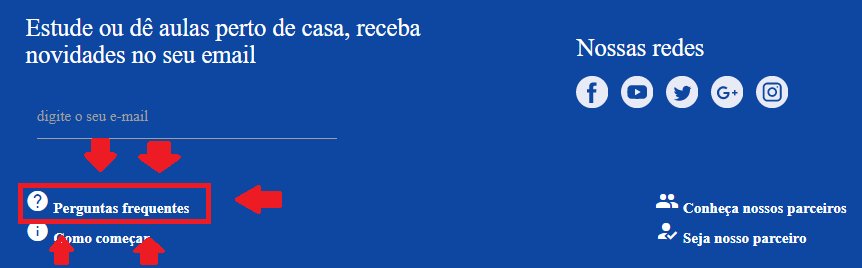 Estude ou dê aulas perto de casa, receba
novidades no seu email
Nossas redes
digite o seu e-mail
Perguntas frequentes
Como começar
Conheça nossos parceiros
Seja nosso parceiro